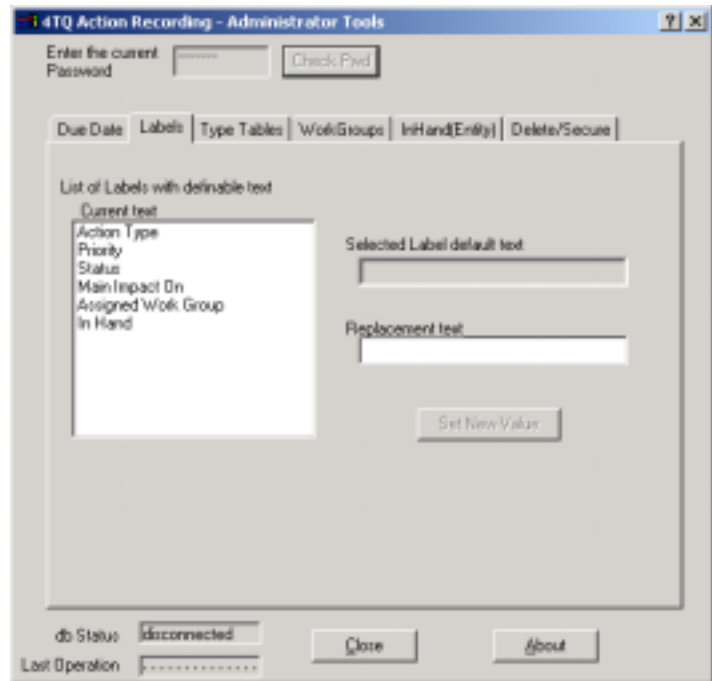 4TQ Action Recording - Administrator Tools
Enter the current
Password
Check Pwd
Due Date
Labels
Type Tables
WorkGroups
InHand(Entity)
Delete/Secure
List of Labels with definable text
Current text
Action Type
Priority
Status
Main Impact On
Assigned Work Group
In Hand
Selected Label default text
Replacement text
Set New Value
db Status
disconnected
Last Operation
Close
About